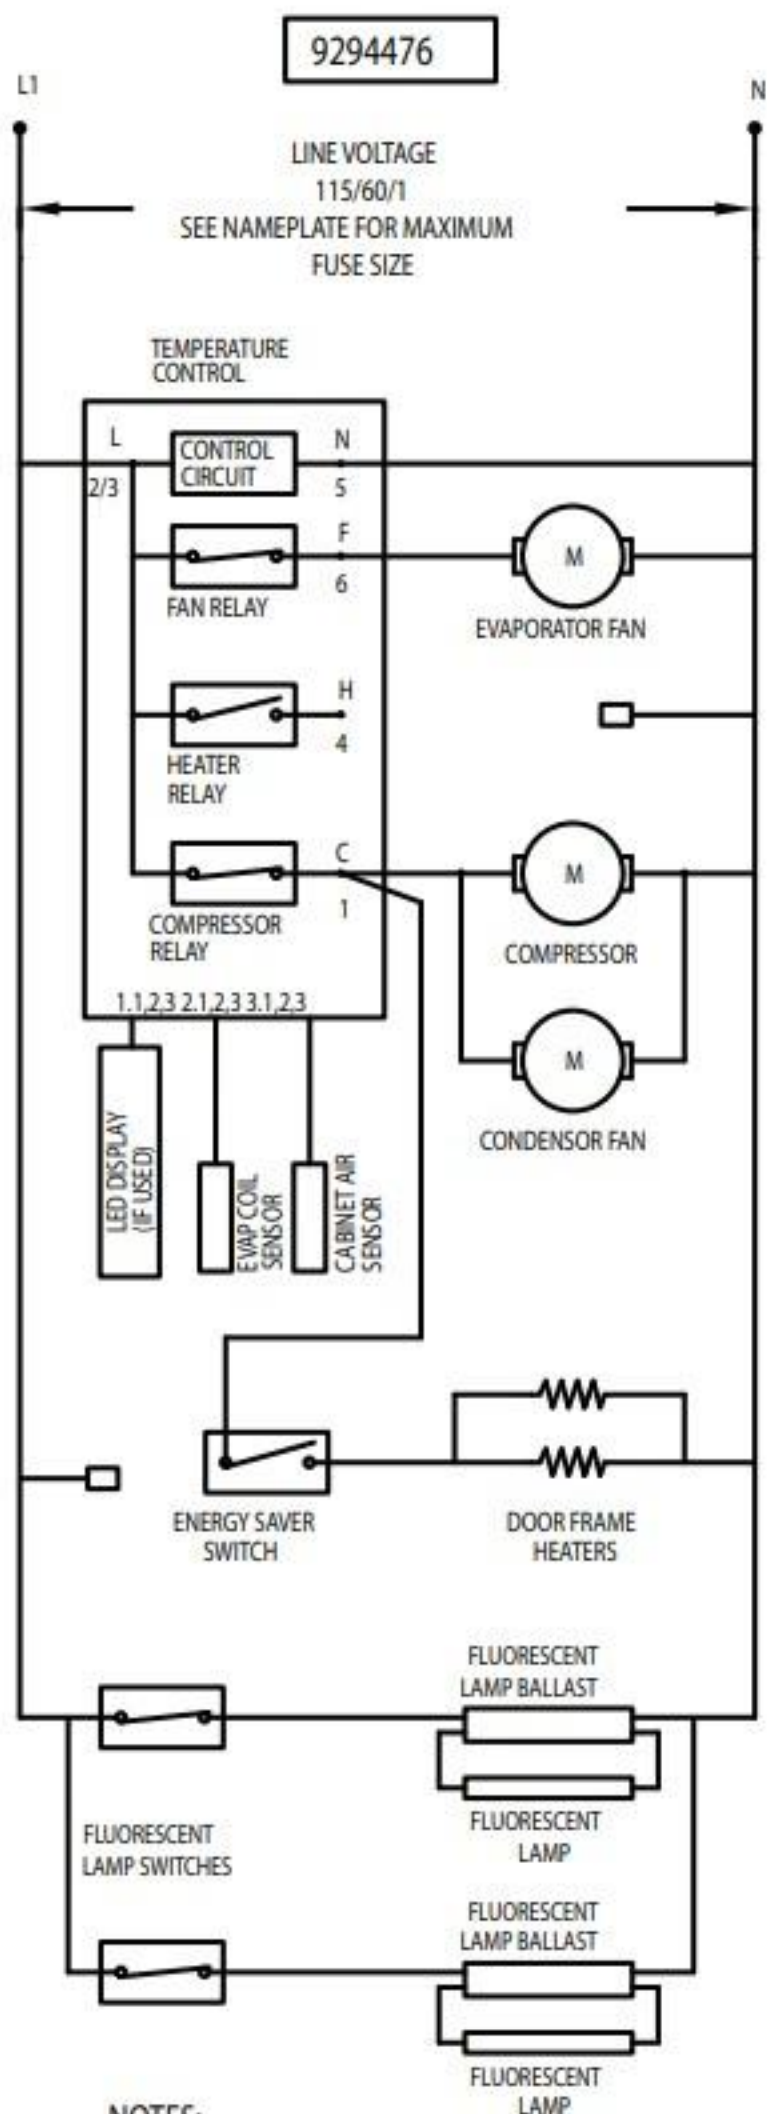 9294476
L1
N
LINE VOLTAGE
115/60/1
SEE NAMEPLATE FOR MAXIMUM
FUSE SIZE
TEMPERATURE
CONTROL
L
CONTROL
CIRCUIT
N
2/3
5
F
M
6
FAN RELAY
EVAPORATOR FAN
H
4
HEATER
RELAY
C
M
1
COMPRESSOR
RELAY
COMPRESSOR
1.1,2,3 2.1,2,3 3.1,2,3
M
CONDENSOR FAN
LED DISPLAY
(IF USED)
EVAP COIL
SENSOR
CABINET AIR
SENSOR
ENERGY SAVER
SWITCH
DOOR FRAME
HEATERS
FLUORESCENT
LAMP BALLAST
FLUORESCENT
LAMP
FLUORESCENT
LAMP SWITCHES
FLUORESCENT
LAMP BALLAST
FLUORESCENT
LAMP
NOTES: